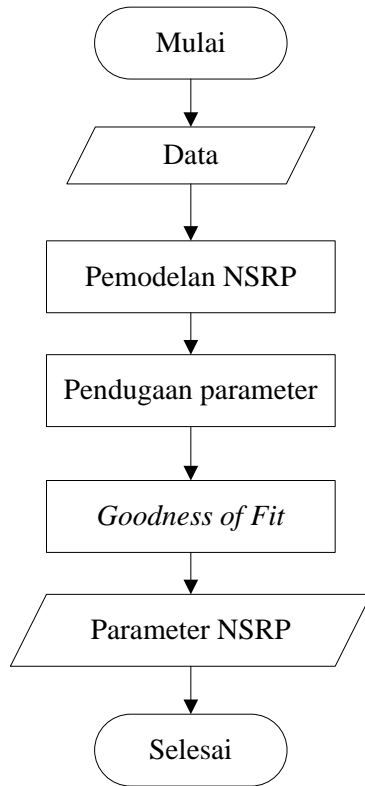 Mulai
Data
Pemodelan NSRP
Pendugaan parameter
Goodness of Fit
Parameter NSRP
Selesai